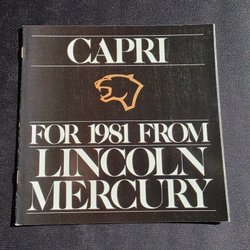 CAPRI
FOR 1981 FROM
LINCOLN
MERCURY